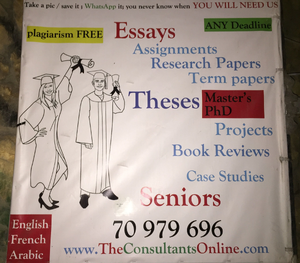 Take a pic / save it ; WhatsApp it; you never know when YOU WILL NEED US
plagiarism FREE
Essays
ANY Deadline
Assignments
Research Papers
Term papers
Theses
Master's
PhD
Projects
Book Reviews
Case Studies
Seniors
English
French
Arabic
70 979 696
www.TheConsultantsOnline.com